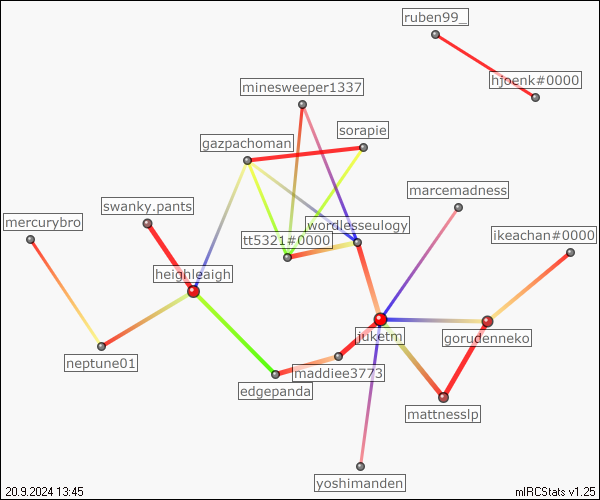 ruben99_
hjoenk#0000
minesweeper1337
sorapie
gazpachoman
marcemadness
swanky.pants
mercurybro
wordlesseulogy
ikeachan#0000
tt5321#0000
heighleaigh
juketm
gorudenneko
neptune01
maddiee3773
edgepanda
mattnesslp
yoshimanden
20.9.2024 13:45
mIRCStats v1.25